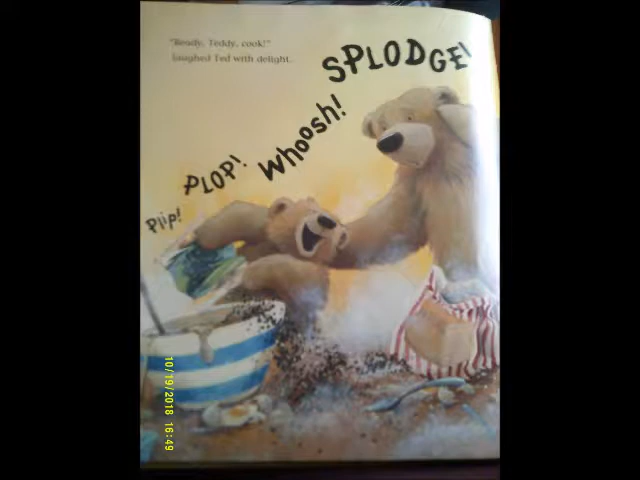 "Ready, Teddy, cook!"
laughed Ted with delight.
Plip!
PLOP!
Whoosh!
SPLODGE!
10/19/2018 16:49